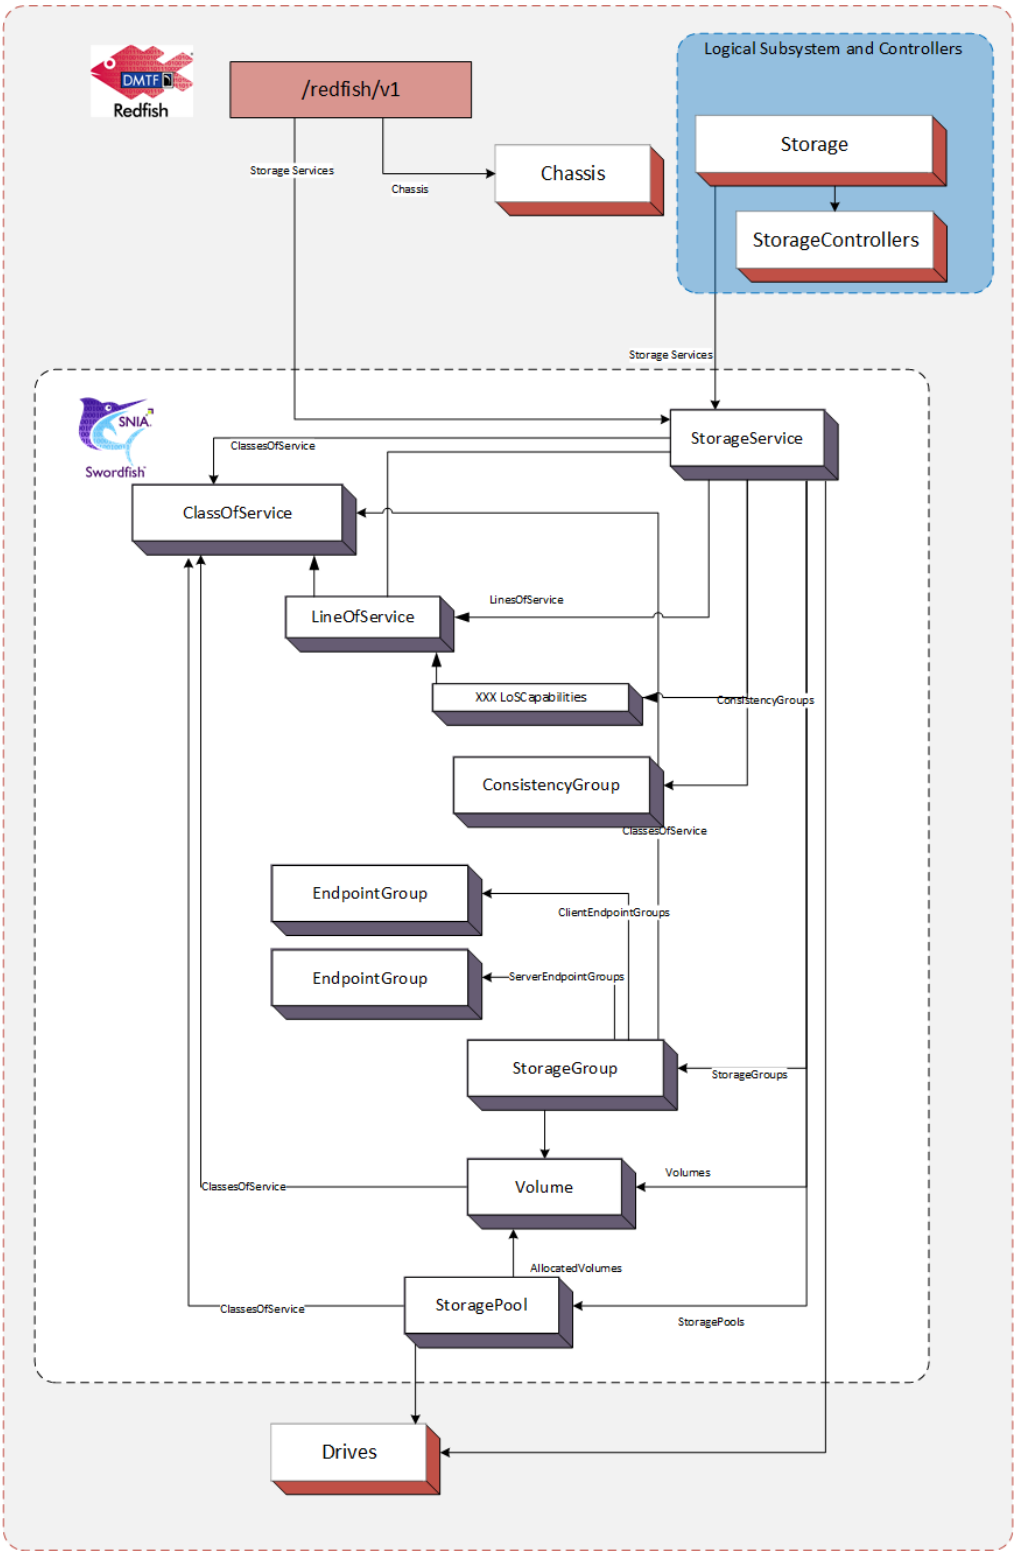 Logical Subsystem and Controllers
DMTF
Redfish
/redfish/v1
Storage
Storage Services
Chassis
Chassis
StorageControllers
Storage Services
SNIA
Swordfish
StorageService
ClassesOfService
ClassOfService
LinesOfService
LineOfService
XXX LoSCapabilities
ConsistencyGroups
ConsistencyGroup
ClassesOfService
EndpointGroup
ClientEndpointGroups
EndpointGroup
ServerEndpointGroups
StorageGroup
StorageGroups
Volumes
ClassesOfService
Volume
AllocatedVolumes
StoragePool
ClassesOfService
StoragePools
Drives